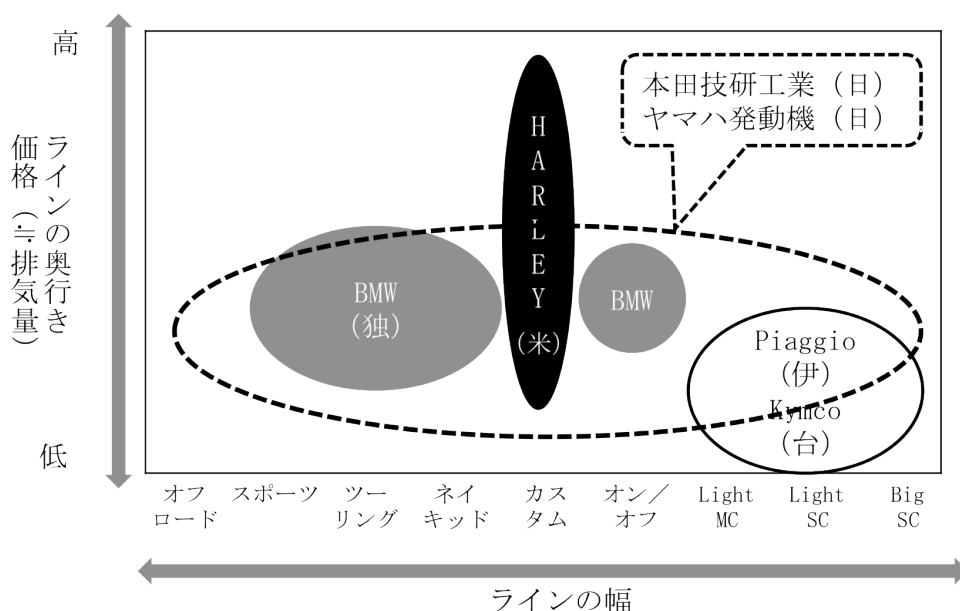 高
ラインの奥行き
価格（≒排気量）
低
本田技研工業（日）
ヤマハ発動機（日）
HARLEY
（米）
BMW
（独）
BMW
Piaggio
（伊）
Kymco
（台）
オフ
ロード
スポーツ
ツー
リング
ネイ
キッド
カス
タム
オン／
オフ
Light
MC
Light
SC
Big
SC
ラインの幅